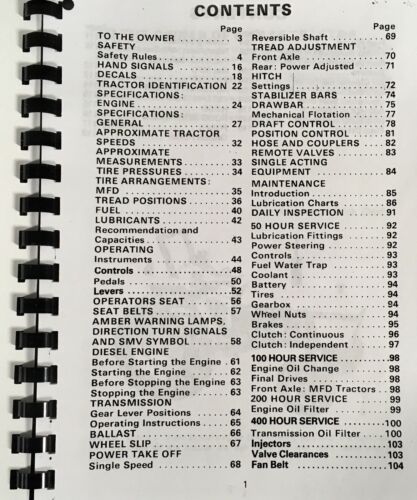 CONTENTS
Page
TO THE OWNER ............... 3
SAFETY
Safety Rules ................... 4
HAND SIGNALS .............. 16
DECALS ....................... 18
TRACTOR IDENTIFICATION 22
SPECIFICATIONS:
ENGINE ....................... 24
SPECIFICATIONS:
GENERAL ..................... 27
APPROXIMATE TRACTOR
SPEEDS ....................... 32
APPROXIMATE
MEASUREMENTS ............ 33
TIRE PRESSURES ............ 34
TIRE ARRANGEMENTS:
MFD ........................... 35
TREAD POSITIONS ........... 36
FUEL ........................... 40
LUBRICANTS .................. 42
Recommendation and
Capacities ..................... 43
OPERATING
Instruments ................... 44
Controls ....................... 48
Pedals ......................... 50
Levers ......................... 52
OPERATORS SEAT ........... 56
SEAT BELTS ................... 57
AMBER WARNING LAMPS,
DIRECTION TURN SIGNALS
AND SMV SYMBOL .......... 58
DIESEL ENGINE
Before Starting the Engine . 61
Starting the Engine .......... 62
Before Stopping the Engine 63
Stopping the Engine ......... 63
TRANSMISSION
Gear Lever Positions ........ 64
Operating Instructions ...... 65
BALLAST ...................... 66
WHEEL SLIP ................... 67
POWER TAKE OFF
Single Speed .................. 68
Page
Reversible Shaft .............. 69
TREAD ADJUSTMENT
Front Axle ..................... 70
Rear: Power Adjusted ....... 71
HITCH
Settings ........................ 72
STABILIZER BARS ........... 74
DRAWBAR .................... 75
Mechanical Flotation ........ 77
DRAFT CONTROL ............ 78
POSITION CONTROL ........ 81
HOSE AND COUPLERS ...... 82
REMOTE VALVES ............ 83
SINGLE ACTING
EQUIPMENT .................. 84
MAINTENANCE
Introduction ................... 85
Lubrication Charts ........... 86
DAILY INSPECTION .......... 91
50 HOUR SERVICE ........... 92
Lubrication Fittings .......... 92
Power Steering ............... 92
Controls ....................... 93
Fuel Water Trap .............. 93
Coolant ........................ 93
Battery ........................ 94
Tires ........................... 94
Gearbox ....................... 94
Wheel Nuts ................... 94
Brakes ......................... 95
Clutch: Continuous .......... 96
Clutch: Independent ......... 97
100 HOUR SERVICE ......... 98
Engine Oil Change ........... 98
Final Drives ................... 98
Front Axle: MFD Tractors .. 98
200 HOUR SERVICE ......... 99
Engine Oil Filter .............. 99
400 HOUR SERVICE ......... 100
Transmission Oil Filter ...... 100
Injectors ....................... 103
Valve Clearances ............ 103
Fan Belt ....................... 104
1